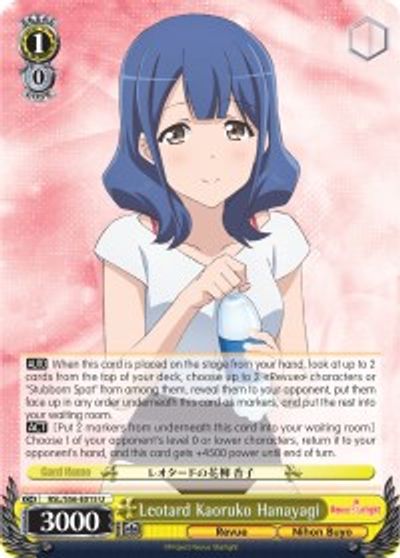 1
0
AUTO When this card is placed on the stage from your hand, look at up to 2
cards from the top of your deck, choose up to 2 «Revue» characters or
"Stubborn Spat" from among them, reveal them to your opponent, put them
face up in any order underneath this card as markers, and put the rest into
your waiting room.
ACT [Put 2 markers from underneath this card into your waiting room]
Choose 1 of your opponent's level 0 or lower characters, return it to your
opponent's hand, and this card gets +4500 power until end of turn.
Card Name
レオタードの花柳 香子
3000
Leotard Kaoruko Hanayagi
Revue Starlight
Revue
Nihon Buyo
©Project Revue Starlight